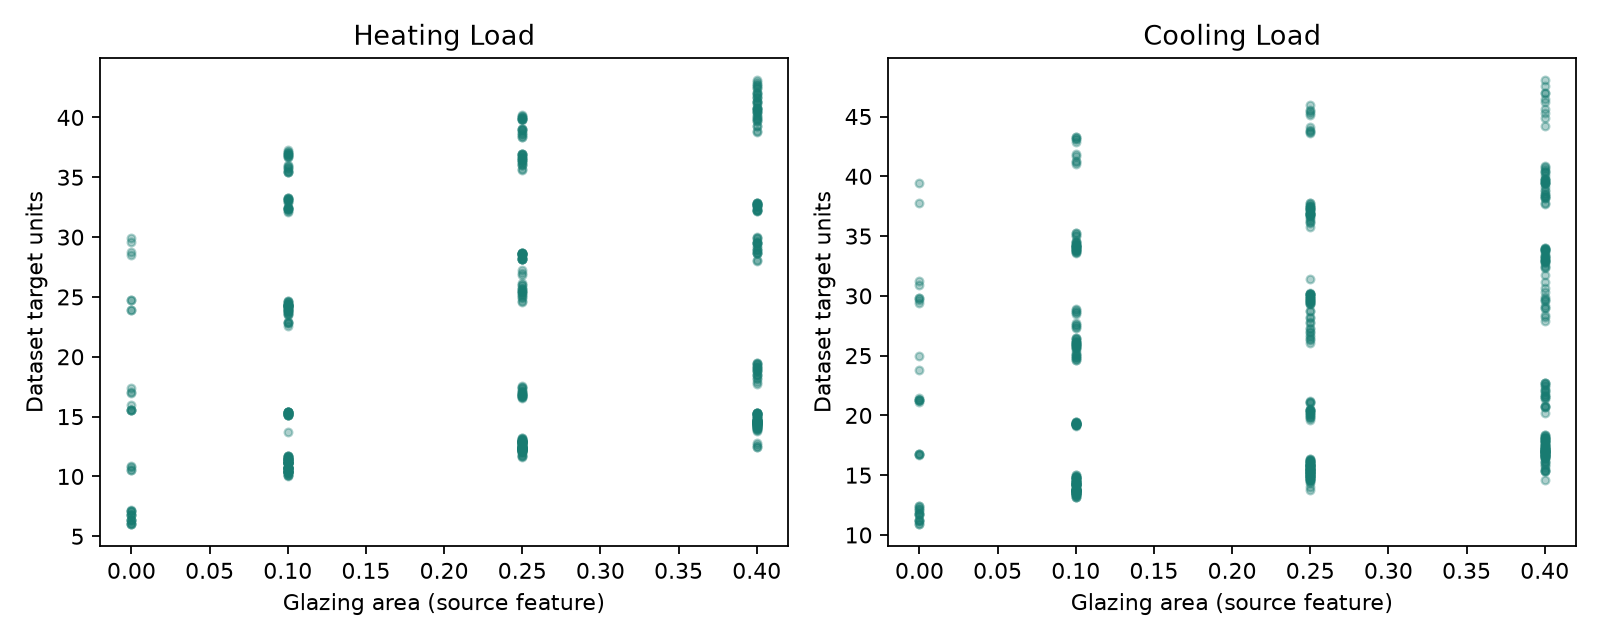 Heating Load
Dataset target units
40
35
30
25
20
15
10
5
0.00 0.05 0.10 0.15 0.20 0.25 0.30 0.35 0.40
Glazing area (source feature)
Cooling Load
Dataset target units
45
40
35
30
25
20
15
10
0.00 0.05 0.10 0.15 0.20 0.25 0.30 0.35 0.40
Glazing area (source feature)